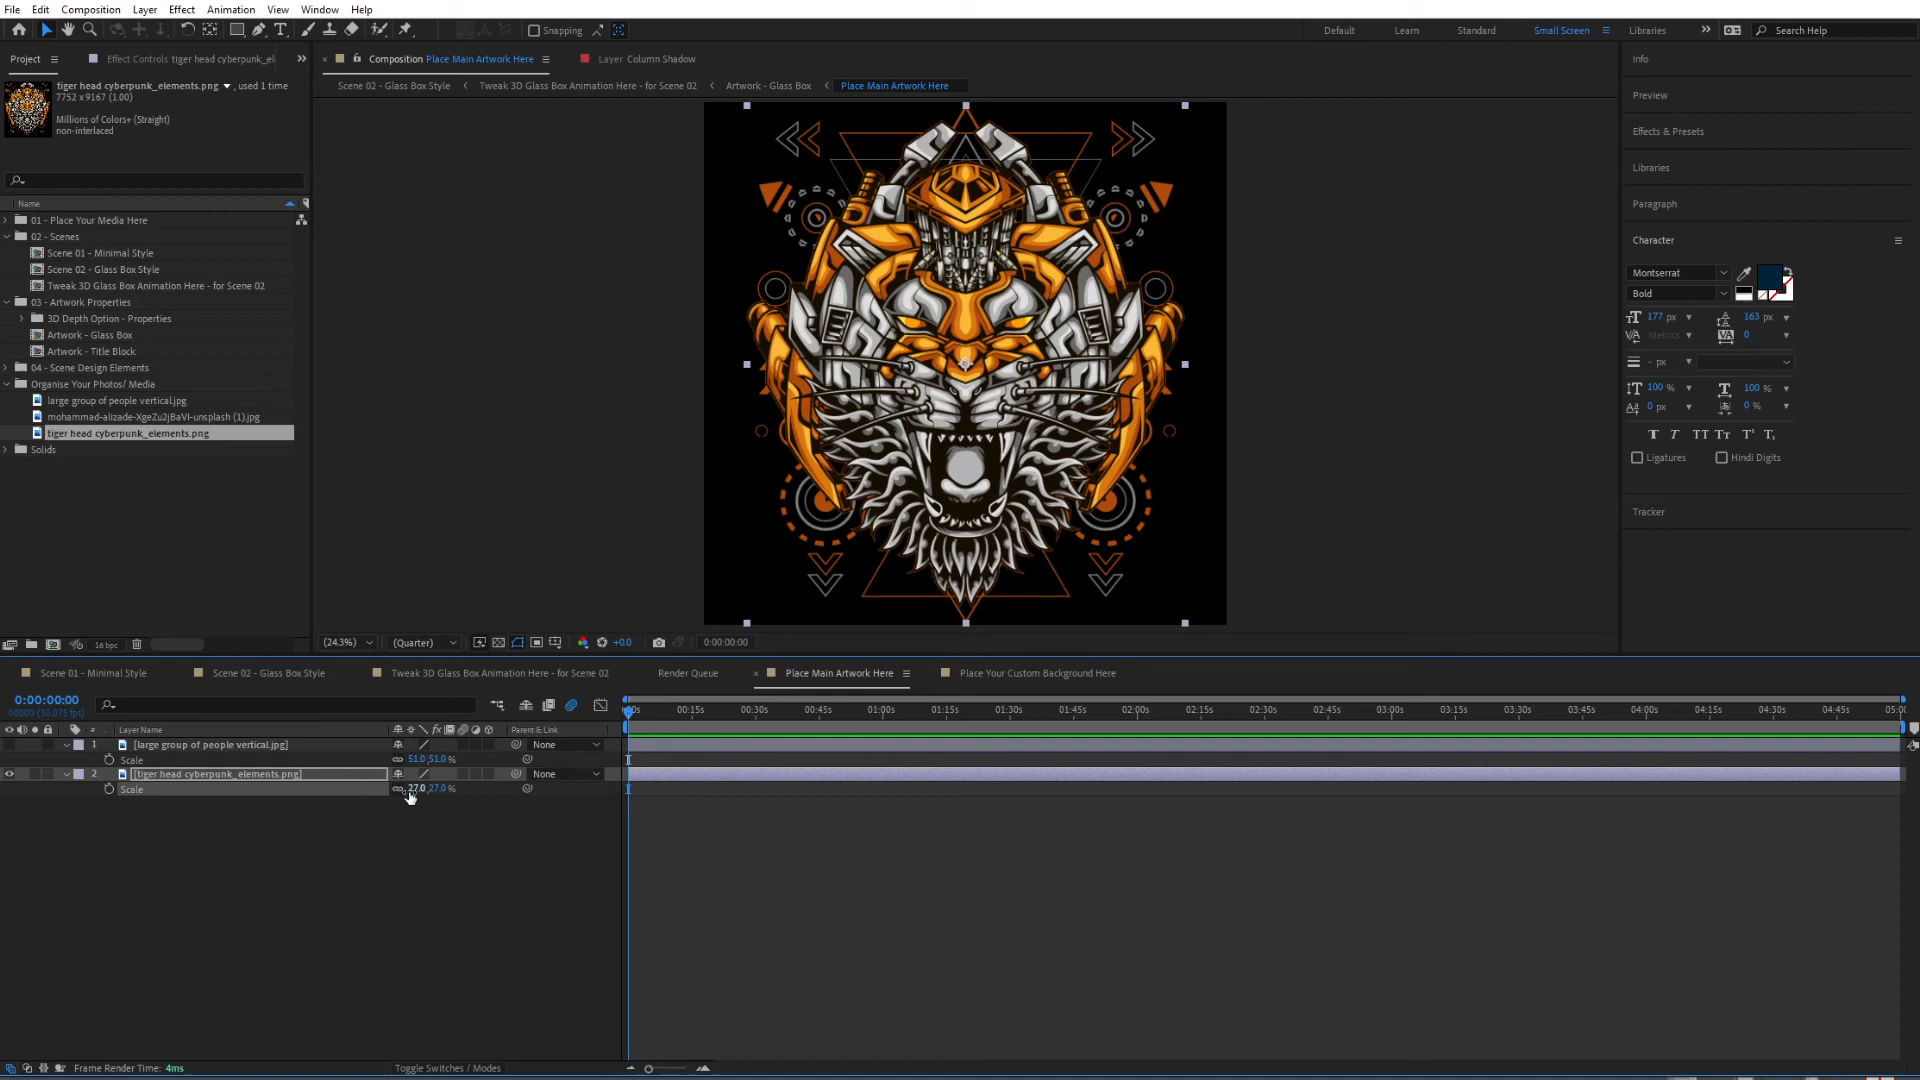 File Edit Composition Layer Effect Animation View Window Help
Snapping
Default Learn Standard Small Screen Libraries Search Help
Project Effect Controls tiger head cyberpunk_el
Composition Place Main Artwork Here Layer Column Shadow
Scene 02 - Glass Box Style Tweak 3D Glass Box Animation Here - for Scene 02 Artwork - Glass Box Place Main Artwork Here
tiger head cyberpunk_elements.png , used 1 time
7752 x 9167 (1.00)
Millions of Colors+ (Straight)
non-interlaced
Name
01 - Place Your Media Here
02 - Scenes
Scene 01 - Minimal Style
Scene 02 - Glass Box Style
Tweak 3D Glass Box Animation Here - for Scene 02
03 - Artwork Properties
3D Depth Option - Properties
Artwork - Glass Box
Artwork - Title Block
04 - Scene Design Elements
Organise Your Photos/ Media
large group of people vertical.jpg
mohammad-alizade-XgeZu2jBaVI-unsplash (1).jpg
tiger head cyberpunk_elements.png
Solids
16 bpc
(24.3%) (Quarter) +0.0 0:00:00:00
Info
Preview
Effects & Presets
Libraries
Paragraph
Character
Montserrat
Bold
177 px 163 px
Metrics 0
- px
100 % 100 %
0 px 0 %
Ligatures Hindi Digits
Tracker
Scene 01 - Minimal Style Scene 02 - Glass Box Style Tweak 3D Glass Box Animation Here - for Scene 02 Render Queue Place Main Artwork Here Place Your Custom Background Here
0:00:00:00
00000 (30.075 fps)
00:15s 00:30s 00:45s 01:00s 01:15s 01:30s 01:45s 02:00s 02:15s 02:30s 02:45s 03:00s 03:15s 03:30s 03:45s 04:00s 04:15s 04:30s 04:45s 05:00
# Layer Name Parent & Link
1 [large group of people vertical.jpg] None
Scale 51.0,51.0 %
2 [tiger head cyberpunk_elements.png] None
Scale 27.0,27.0 %
Frame Render Time: 4ms Toggle Switches / Modes